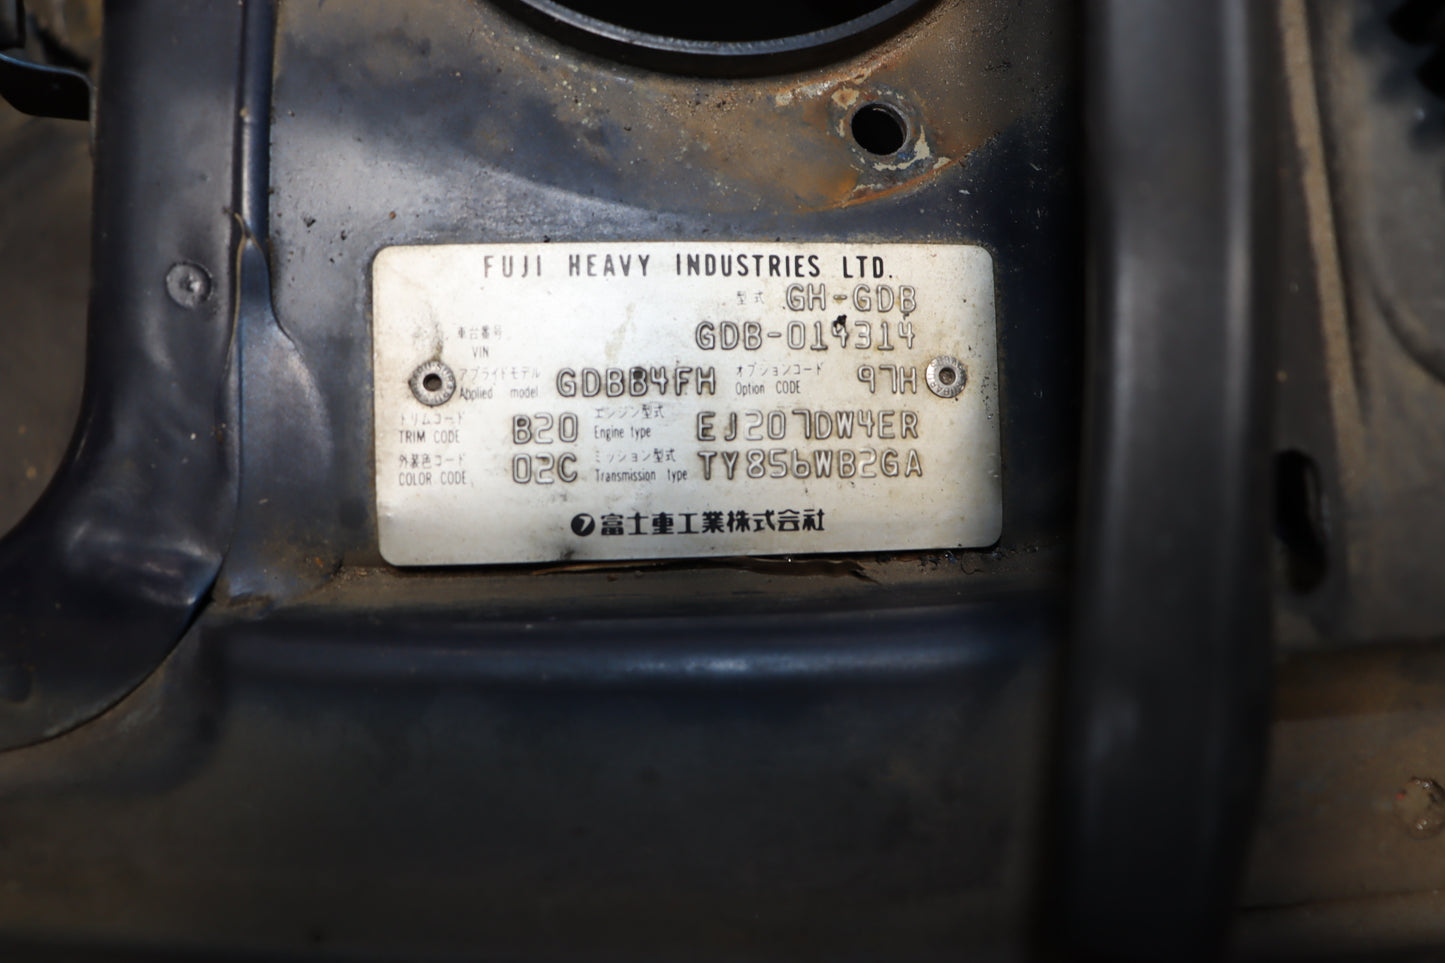 FUJI HEAVY INDUSTRIES LTD.
型式 GH-GDB
車台番号 VIN GDB-014314
アプライドモデル Applied model GDBB4FH オプションコード Option CODE 97H
トリムコード TRIM CODE B20 エンジン型式 Engine type EJ207DW4ER
外装色コード COLOR CODE 02C ミッション型式 Transmission type TY856WB2GA
富士重工業株式会社